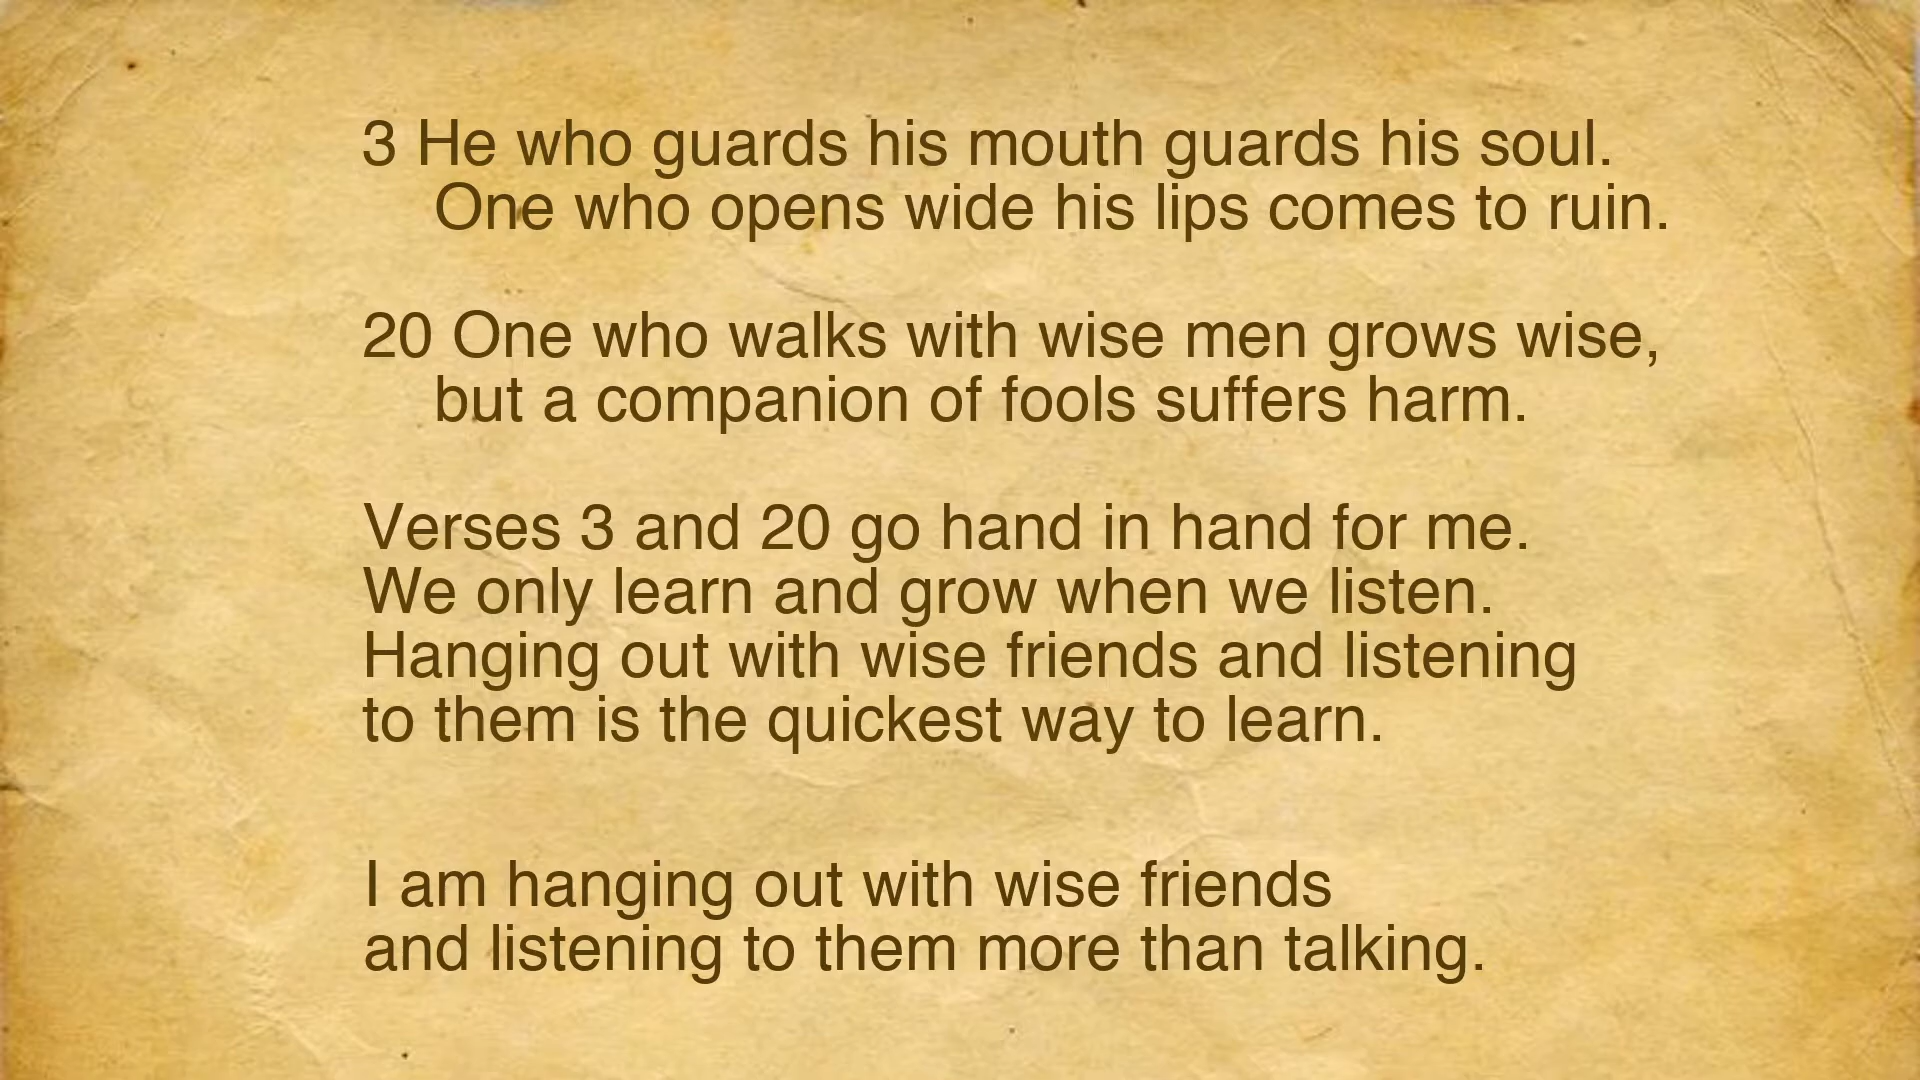 3 He who guards his mouth guards his soul.
One who opens wide his lips comes to ruin.
20 One who walks with wise men grows wise,
but a companion of fools suffers harm.
Verses 3 and 20 go hand in hand for me.
We only learn and grow when we listen.
Hanging out with wise friends and listening
to them is the quickest way to learn.
I am hanging out with wise friends
and listening to them more than talking.